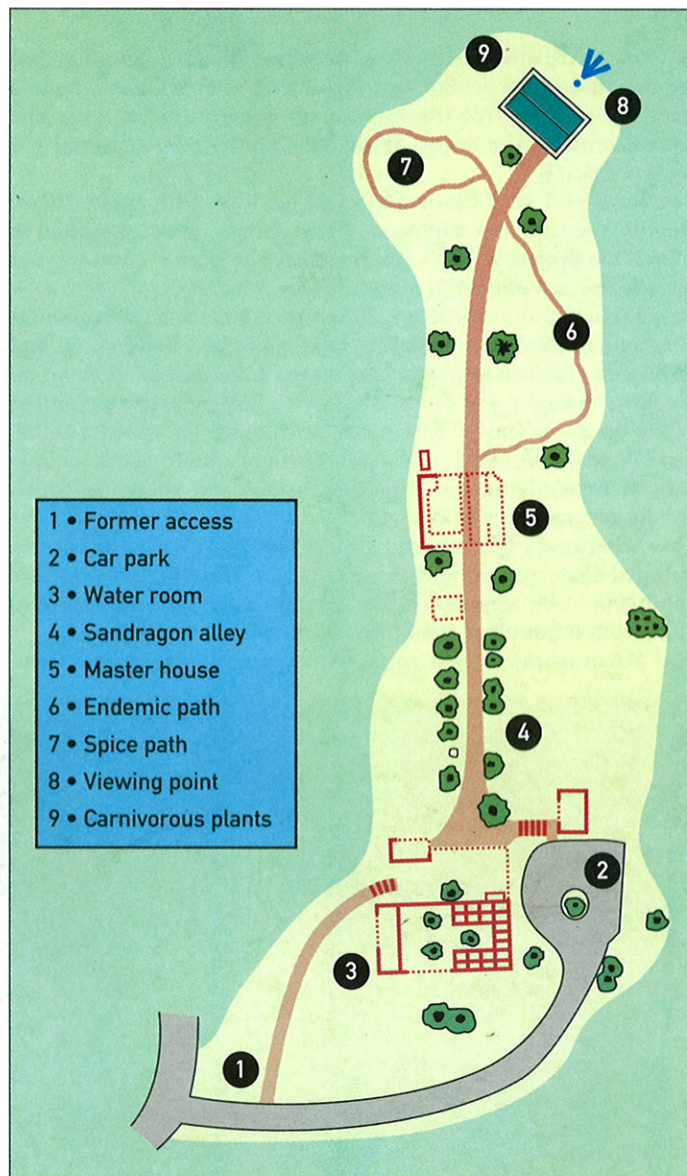 9
8
7
6
5
1 • Former access
2 • Car park
3 • Water room
4 • Sandragon alley
5 • Master house
6 • Endemic path
7 • Spice path
8 • Viewing point
9 • Carnivorous plants
4
2
3
1